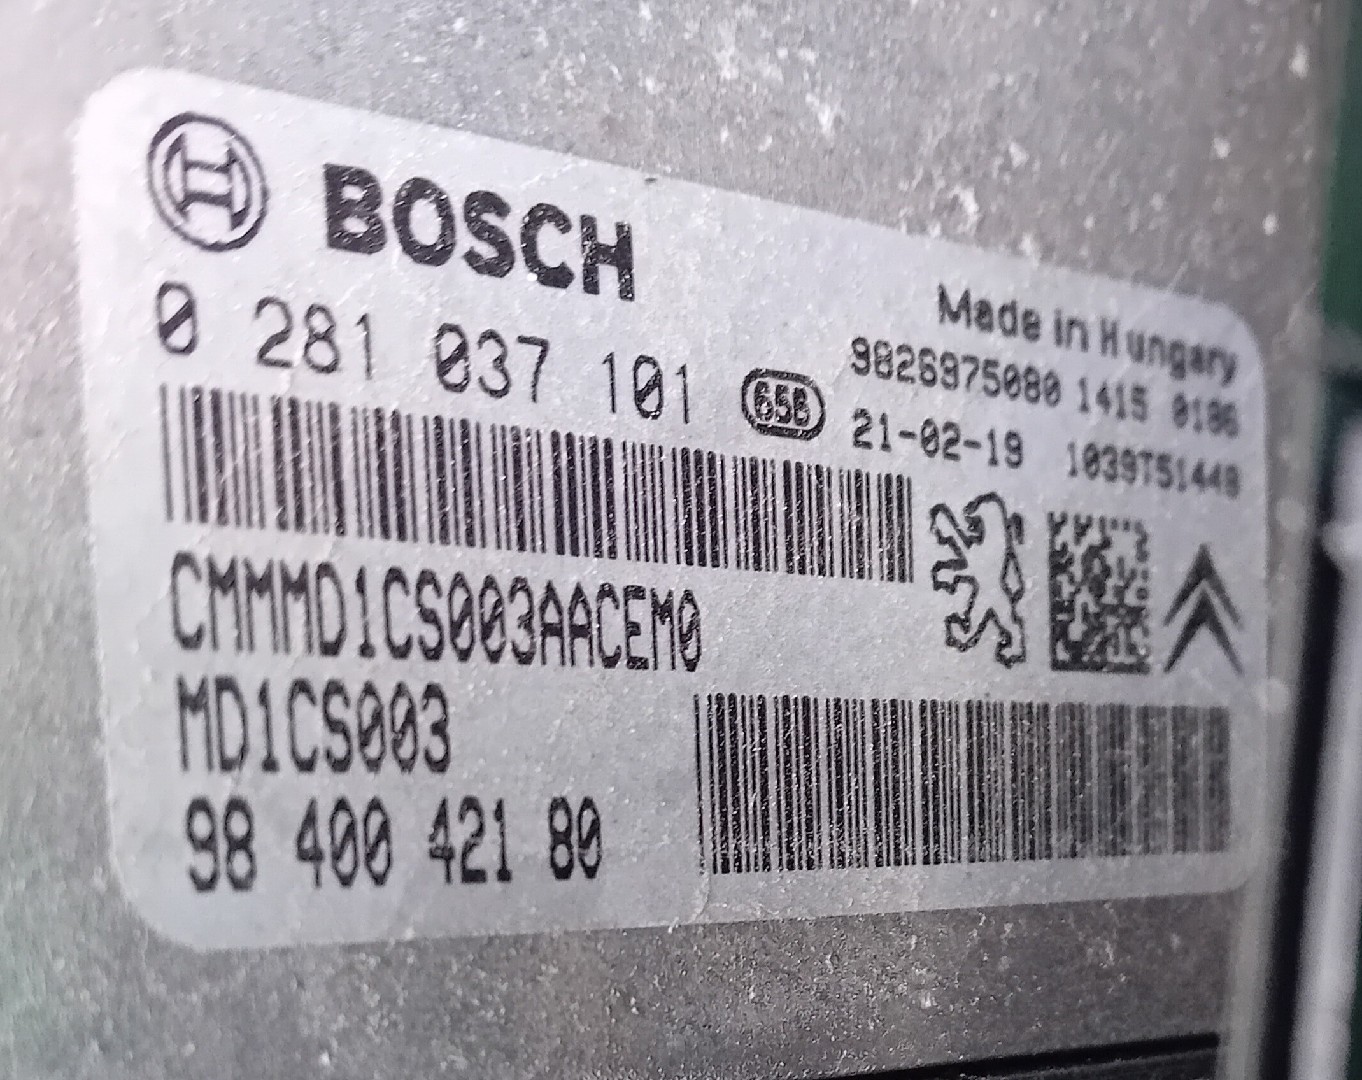 BOSCH
Made in Hungary
0 281 037 101
65B
9826975080 1415 0186
21-02-19 1039T51448
CMMMD1CS003AACEM0
MD1CS003
98 400 421 80